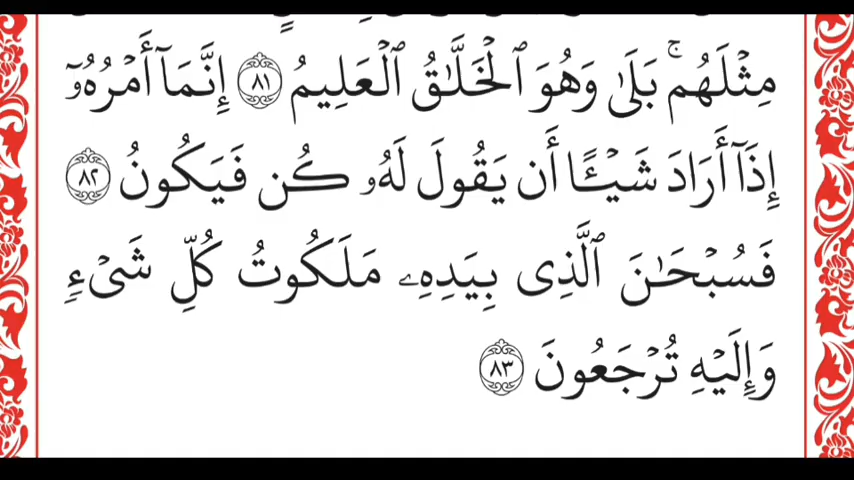 مِثْلَهُم ۚ بَلَىٰ وَهُوَ ٱلْخَلَّٰقُ ٱلْعَلِيمُ ٨١ إِنَّمَآ أَمْرُهُۥٓ
إِذَآ أَرَادَ شَيْـًٔا أَن يَقُولَ لَهُۥ كُن فَيَكُونُ ٨٢
فَسُبْحَٰنَ ٱلَّذِى بِيَدِهِۦ مَلَكُوتُ كُلِّ شَىْءٍ
وَإِلَيْهِ تُرْجَعُونَ ٨٣